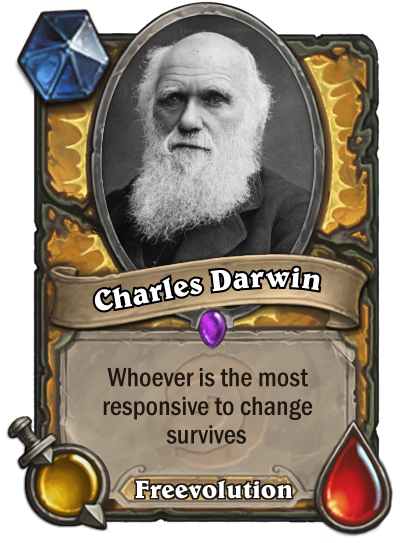 Charles Darwin
Whoever is the most
responsive to change
survives
Freevolution